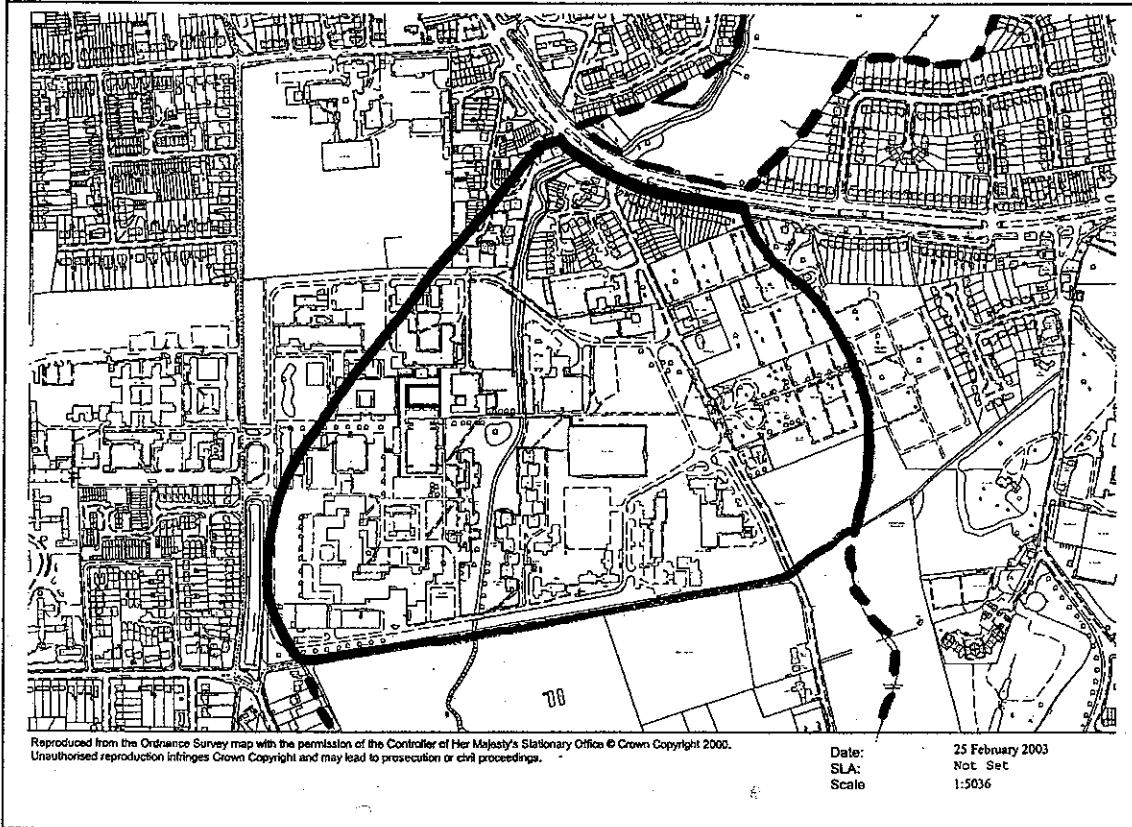 Reproduced from the Ordnance Survey map with the permission of the Controller of Her Majesty's Stationary Office © Crown Copyright 2000.
Unauthorised reproduction infringes Crown Copyright and may lead to prosecution or civil proceedings.
Date: 25 February 2003
SLA: Not Set
Scale 1:5036